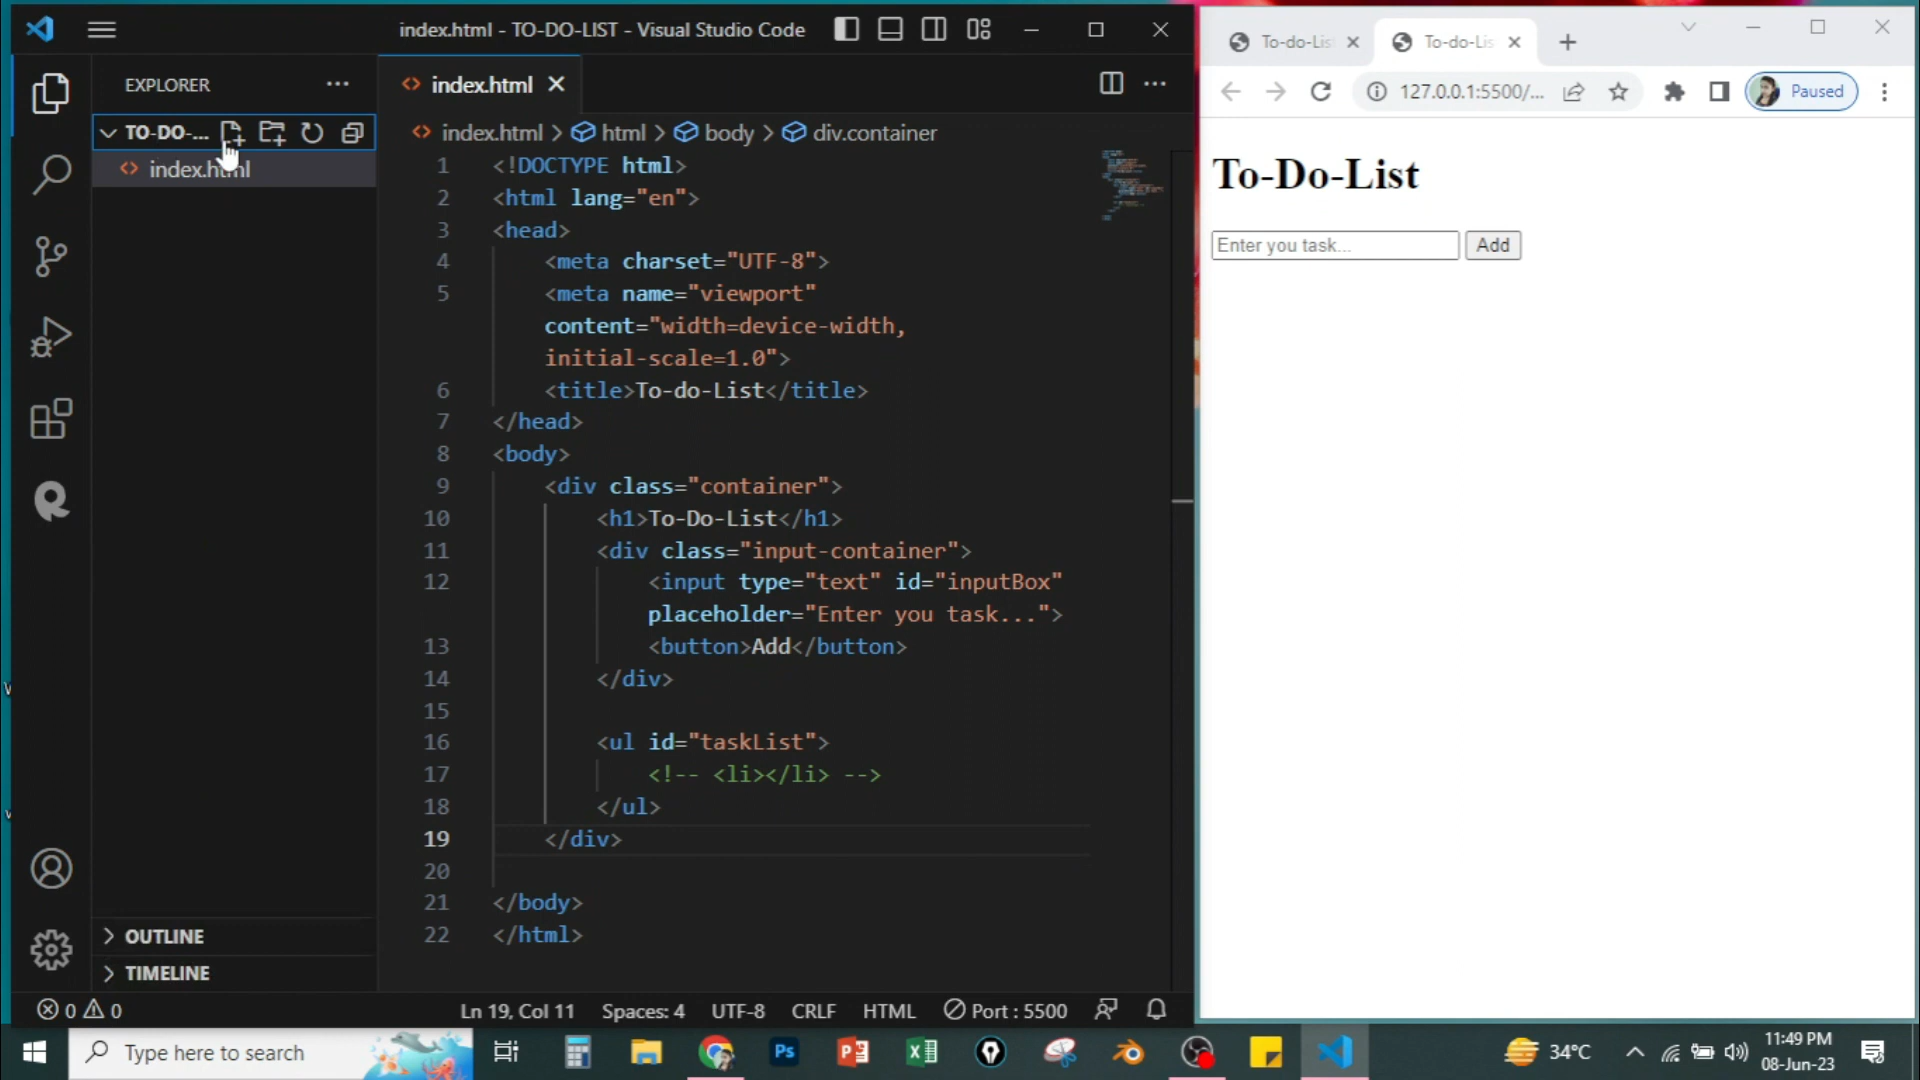 index.html - TO-DO-LIST - Visual Studio Code
EXPLORER
TO-DO-...
index.html
index.html
index.html > html > body > div.container
1 <!DOCTYPE html>
2 <html lang="en">
3 <head>
4 <meta charset="UTF-8">
5 <meta name="viewport"
content="width=device-width,
initial-scale=1.0">
6 <title>To-do-List</title>
7 </head>
8 <body>
9 <div class="container">
10 <h1>To-Do-List</h1>
11 <div class="input-container">
12 <input type="text" id="inputBox"
placeholder="Enter you task...">
13 <button>Add</button>
14 </div>
15
16 <ul id="taskList">
17 <!-- <li></li> -->
18 </ul>
19 </div>
20
21 </body>
22 </html>
OUTLINE
TIMELINE
0 0
Ln 19, Col 11 Spaces: 4 UTF-8 CRLF HTML Port : 5500
To-do-List
To-do-Lis
127.0.0.1:5500/...
Paused
To-Do-List
Enter you task...
Add
Type here to search
Ps
34°C
11:49 PM
08-Jun-23